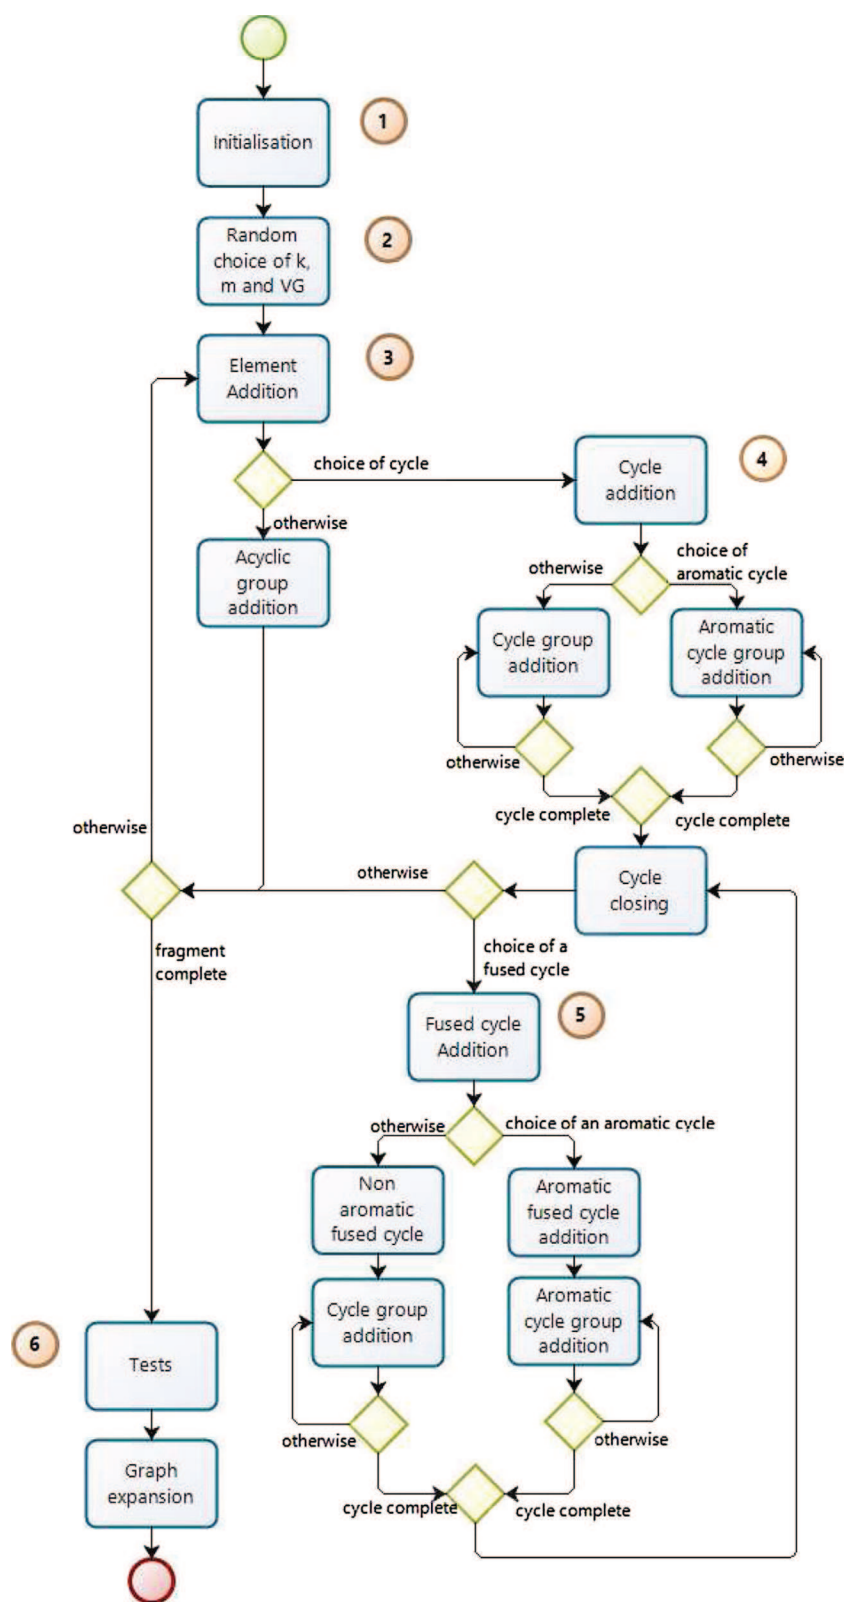 1
Initialisation
Random
choice of k,
m and VG
2
Element
Addition
3
choice of cycle
otherwise
Acyclic
group
addition
Cycle
addition
4
choice of
aromatic cycle
otherwise
Cycle group
addition
Aromatic
cycle group
addition
otherwise
otherwise
cycle complete
cycle complete
Cycle
closing
otherwise
otherwise
fragment
complete
choice of a
fused cycle
Fused cycle
Addition
5
otherwise
choice of an aromatic cycle
Non
aromatic
fused cycle
Aromatic
fused cycle
addition
Cycle group
addition
Aromatic
cycle group
addition
otherwise
otherwise
cycle complete
cycle complete
6
Tests
Graph
expansion